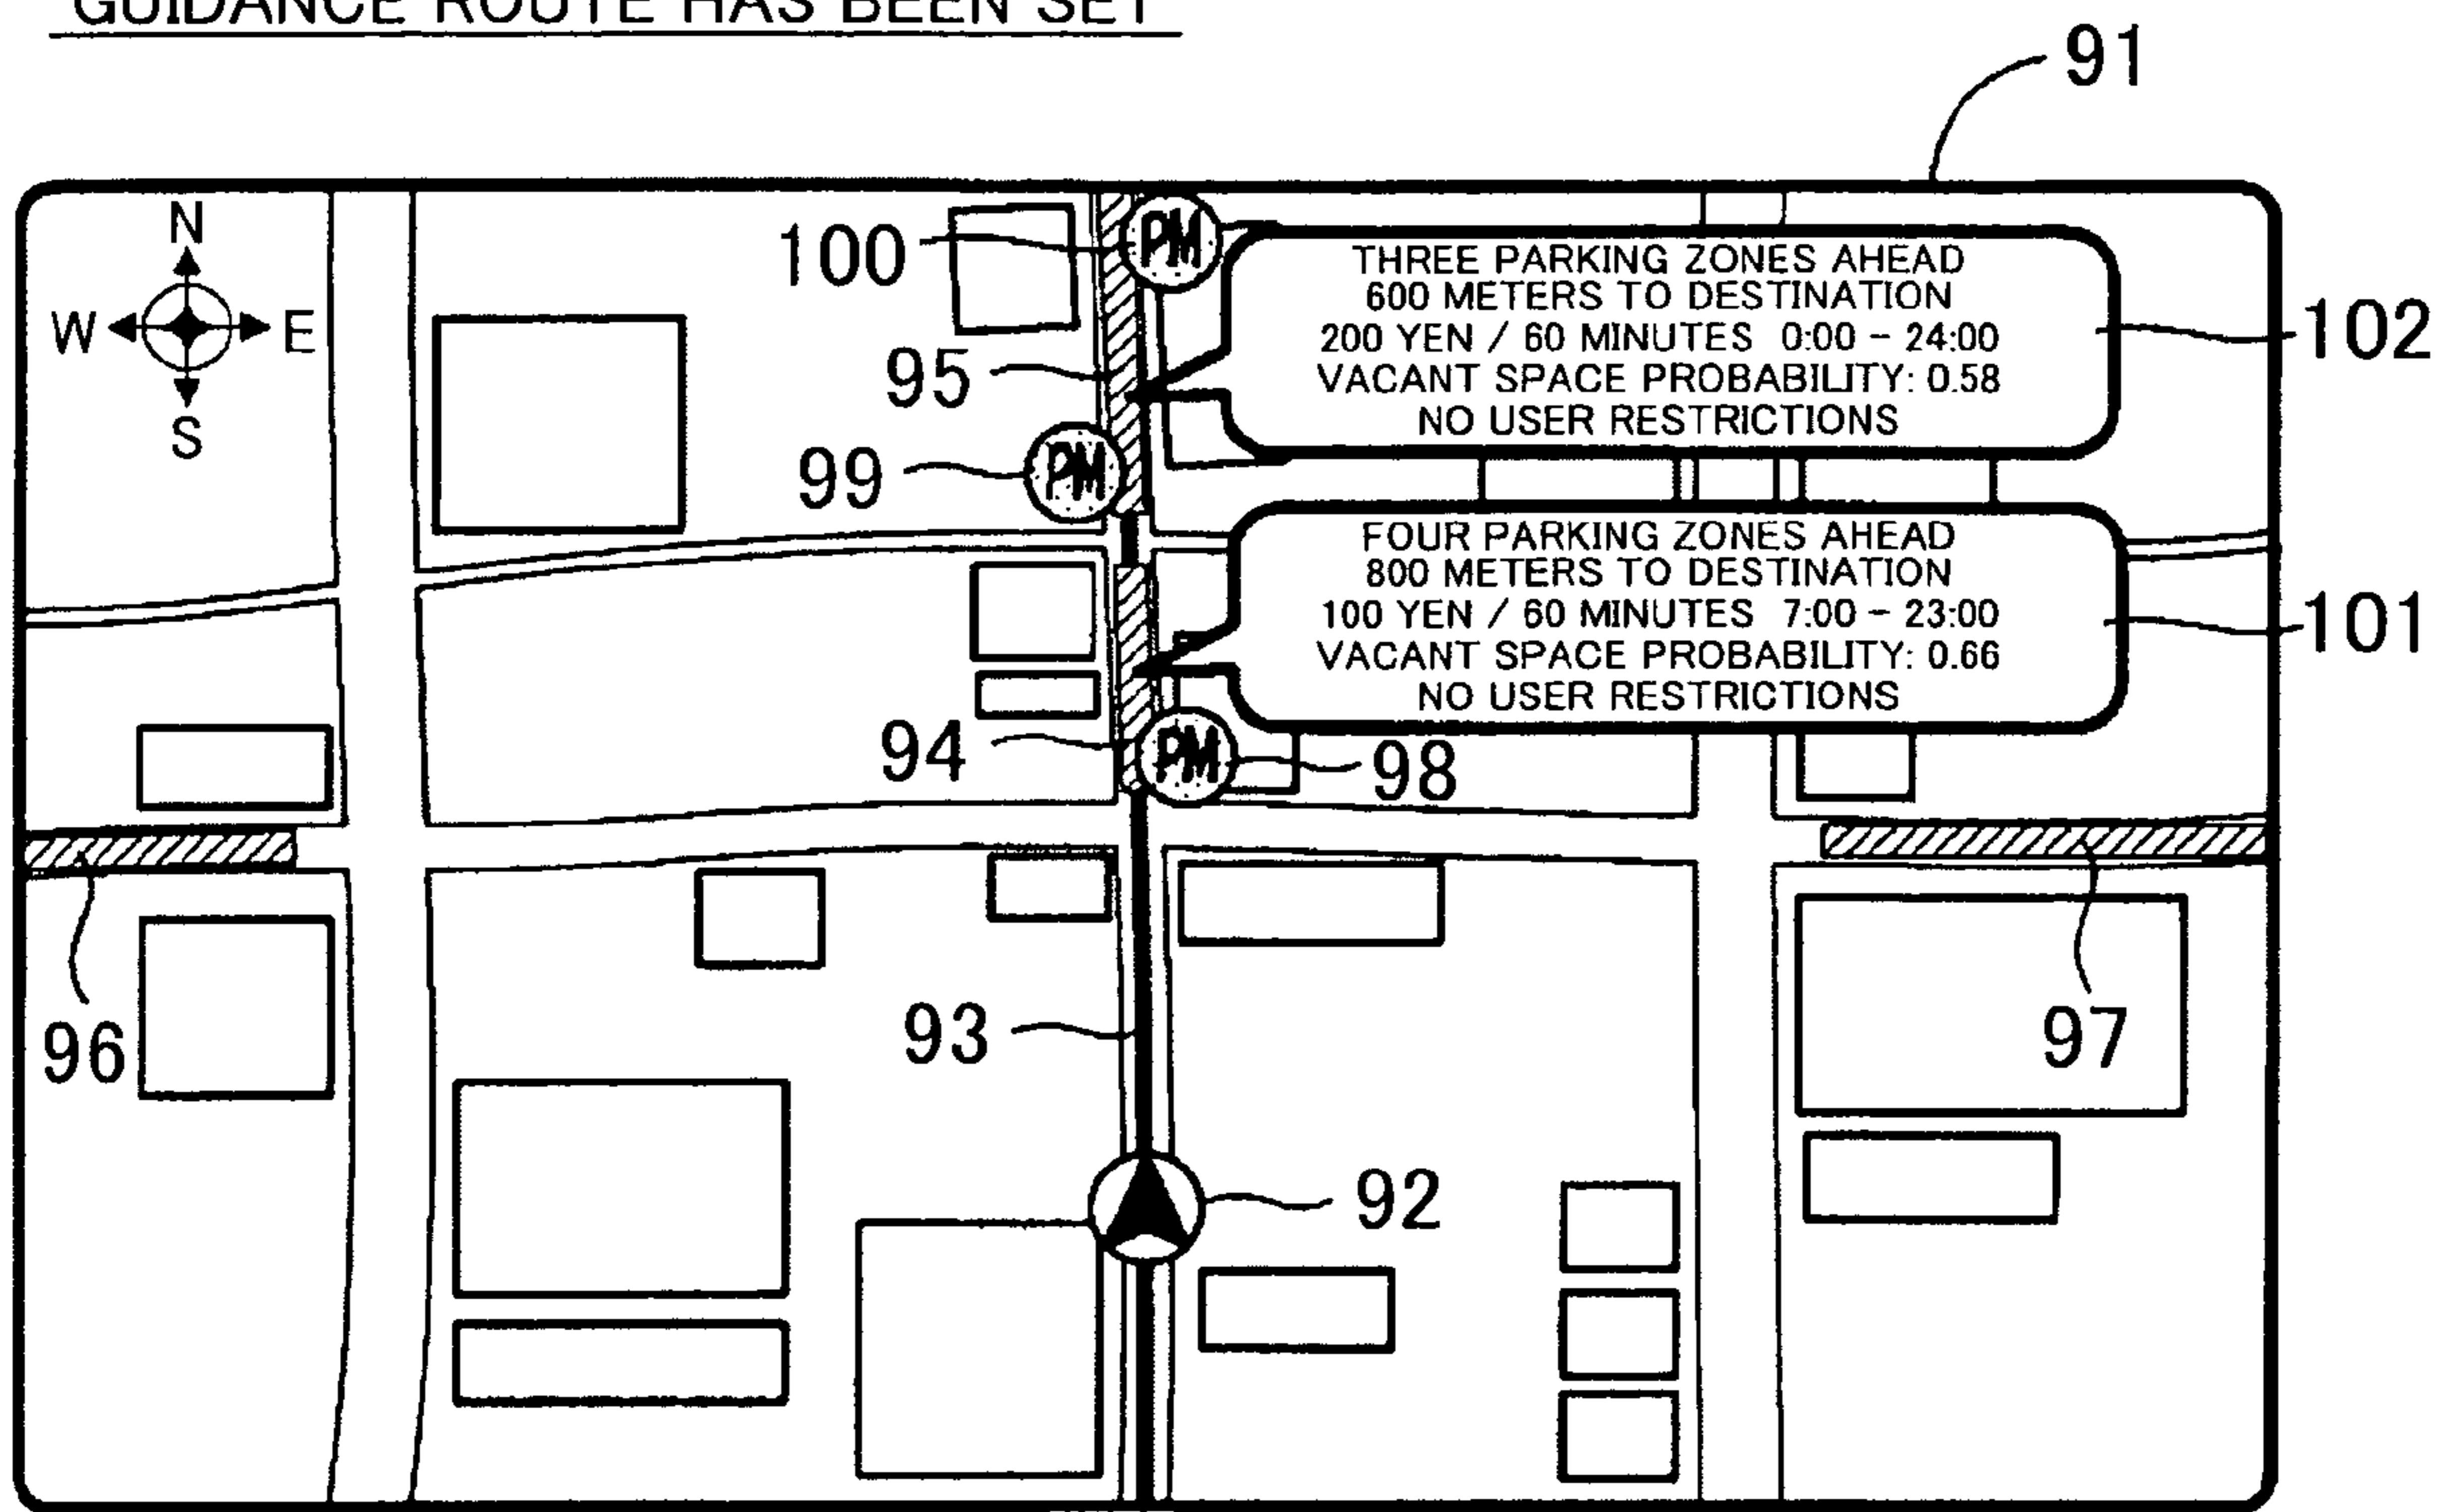 GUIDANCE ROUTE HAS BEEN SET
91
N
W E
S
100
PM
THREE PARKING ZONES AHEAD
600 METERS TO DESTINATION
200 YEN / 60 MINUTES 0:00 - 24:00
VACANT SPACE PROBABILITY: 0.58
NO USER RESTRICTIONS
102
95
99
PM
FOUR PARKING ZONES AHEAD
800 METERS TO DESTINATION
100 YEN / 60 MINUTES 7:00 - 23:00
VACANT SPACE PROBABILITY: 0.66
NO USER RESTRICTIONS
101
94
PM
98
96
93
97
92